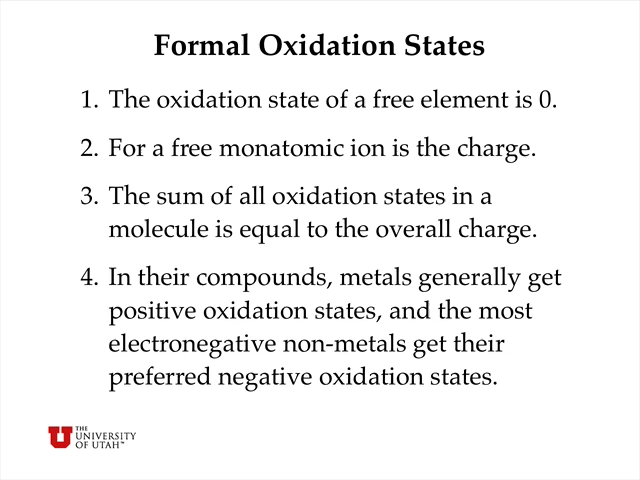 Formal Oxidation States
1. The oxidation state of a free element is 0.
2. For a free monatomic ion is the charge.
3. The sum of all oxidation states in a
molecule is equal to the overall charge.
4. In their compounds, metals generally get
positive oxidation states, and the most
electronegative non-metals get their
preferred negative oxidation states.
U THE
UNIVERSITY
OF UTAH™